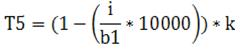 T5 = (1 − (i/b1 * 10000)) * k